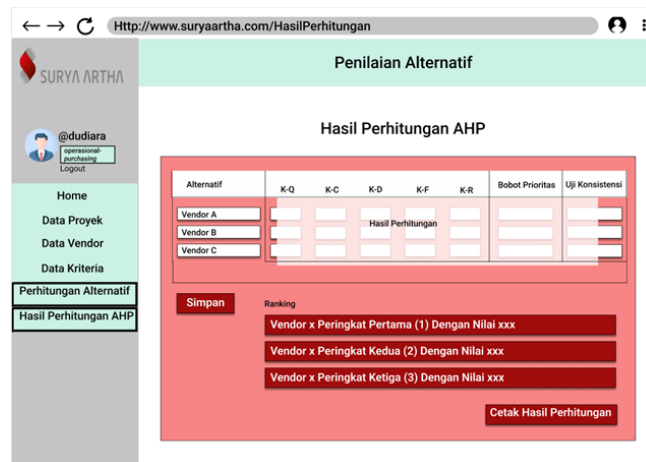 Http://www.suryaartha.com/HasilPerhitungan
SURYA ARTHA
Penilaian Alternatif
@dudiara
operasional-
purchasing
Logout
Home
Data Proyek
Data Vendor
Data Kriteria
Perhitungan Alternatif
Hasil Perhitungan AHP
Hasil Perhitungan AHP
Alternatif K-Q K-C K-D K-F K-R Bobot Prioritas Uji Konsistensi
Vendor A
Hasil Perhitungan
Vendor B
Vendor C
Simpan
Ranking
Vendor x Peringkat Pertama (1) Dengan Nilai xxx
Vendor x Peringkat Kedua (2) Dengan Nilai xxx
Vendor x Peringkat Ketiga (3) Dengan Nilai xxx
Cetak Hasil Perhitungan